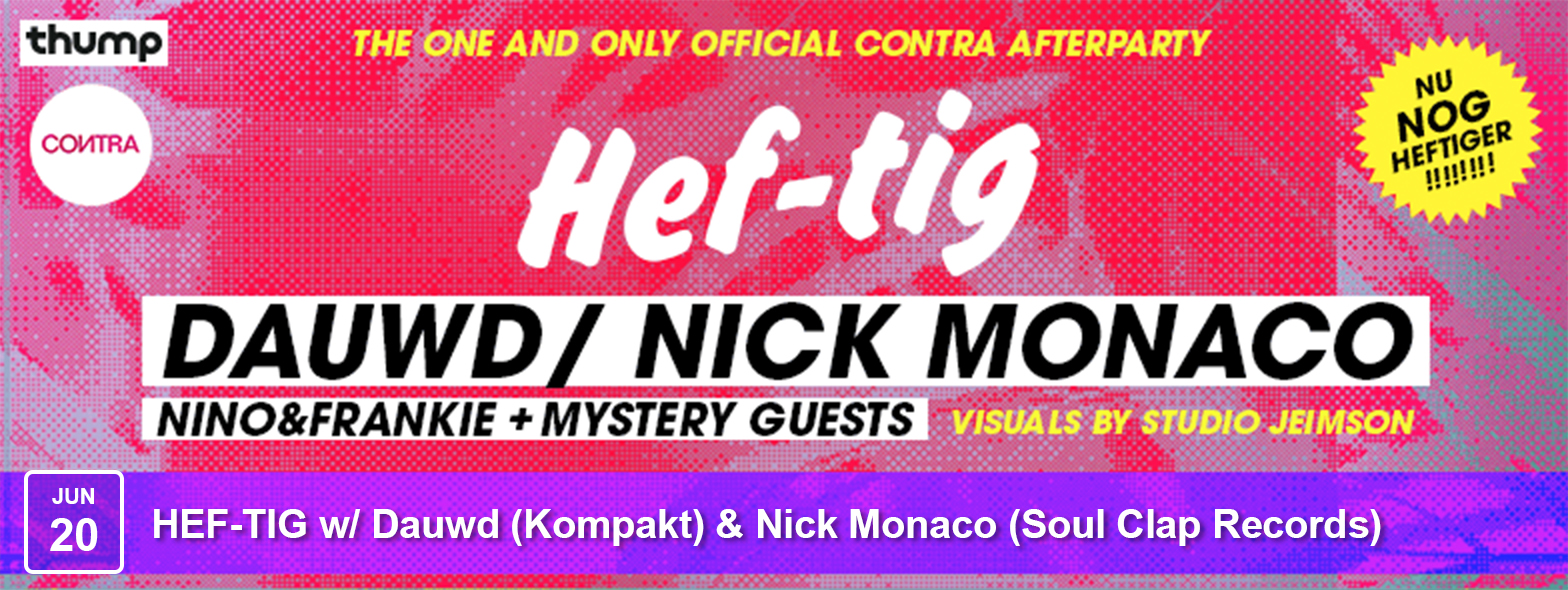 thump
THE ONE AND ONLY OFFICIAL CONTRA AFTERPARTY
CONTRA
Hef-tig
NU
NOG
HEFTIGER
!!!!!!!!
DAUWD/ NICK MONACO
NINO&FRANKIE + MYSTERY GUESTS
VISUALS BY STUDIO JEIMSON
JUN
20
HEF-TIG w/ Dauwd (Kompakt) & Nick Monaco (Soul Clap Records)